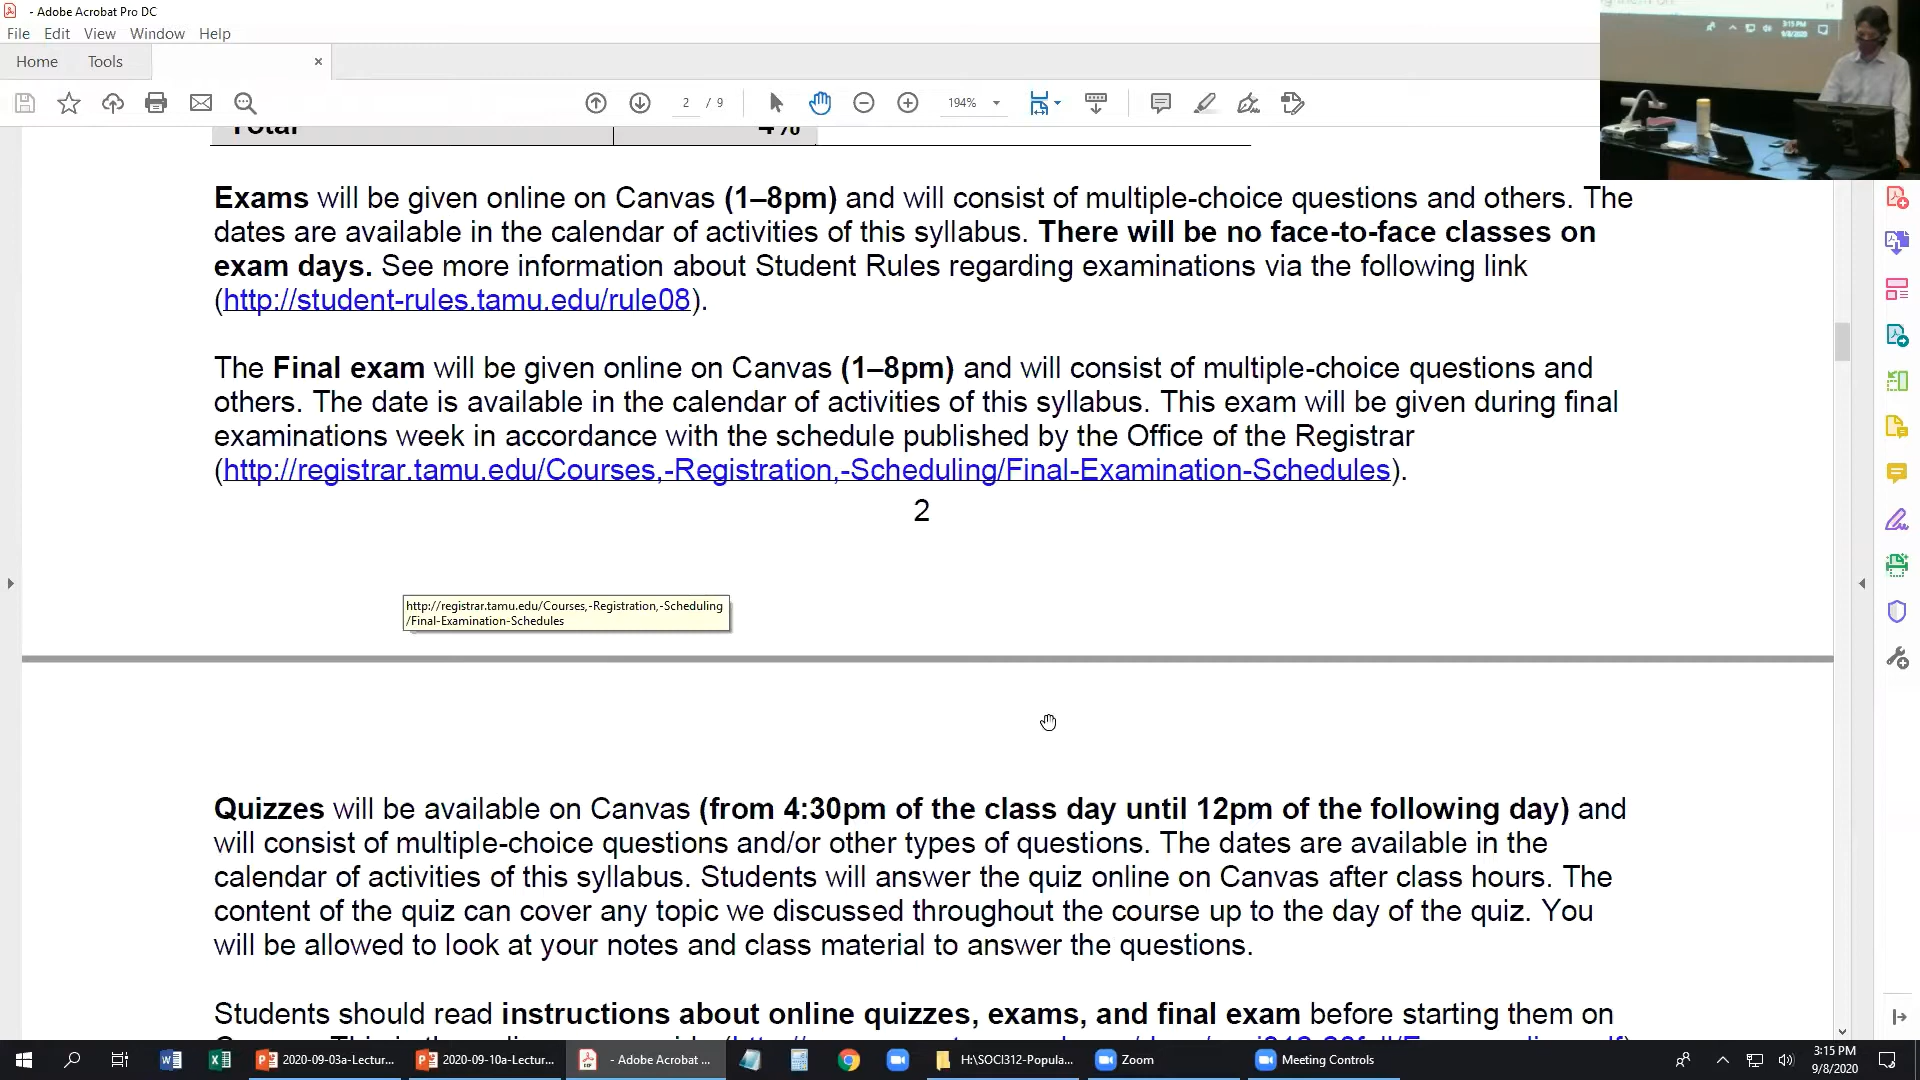 - Adobe Acrobat Pro DC
File Edit View Window Help
Home Tools
2 / 9
194%
3:15 PM
9/8/2020
Total 4%
Exams will be given online on Canvas (1–8pm) and will consist of multiple-choice questions and others. The
dates are available in the calendar of activities of this syllabus. There will be no face-to-face classes on
exam days. See more information about Student Rules regarding examinations via the following link
(http://student-rules.tamu.edu/rule08).
The Final exam will be given online on Canvas (1–8pm) and will consist of multiple-choice questions and
others. The date is available in the calendar of activities of this syllabus. This exam will be given during final
examinations week in accordance with the schedule published by the Office of the Registrar
(http://registrar.tamu.edu/Courses,-Registration,-Scheduling/Final-Examination-Schedules).
2
http://registrar.tamu.edu/Courses,-Registration,-Scheduling
/Final-Examination-Schedules
Quizzes will be available on Canvas (from 4:30pm of the class day until 12pm of the following day) and
will consist of multiple-choice questions and/or other types of questions. The dates are available in the
calendar of activities of this syllabus. Students will answer the quiz online on Canvas after class hours. The
content of the quiz can cover any topic we discussed throughout the course up to the day of the quiz. You
will be allowed to look at your notes and class material to answer the questions.
Students should read instructions about online quizzes, exams, and final exam before starting them on
2020-09-03a-Lectur... 2020-09-10a-Lectur... - Adobe Acrobat ... H:\SOCI312-Popula... Zoom Meeting Controls
3:15 PM
9/8/2020